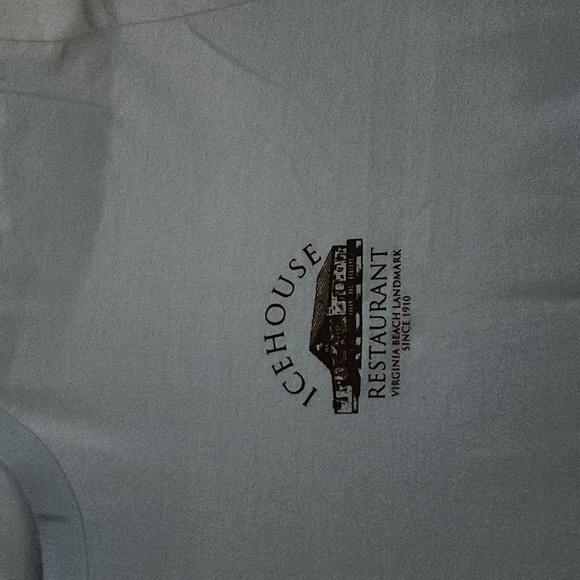 ICEHOUSE
RESTAURANT
VIRGINIA BEACH LANDMARK
SINCE 1910